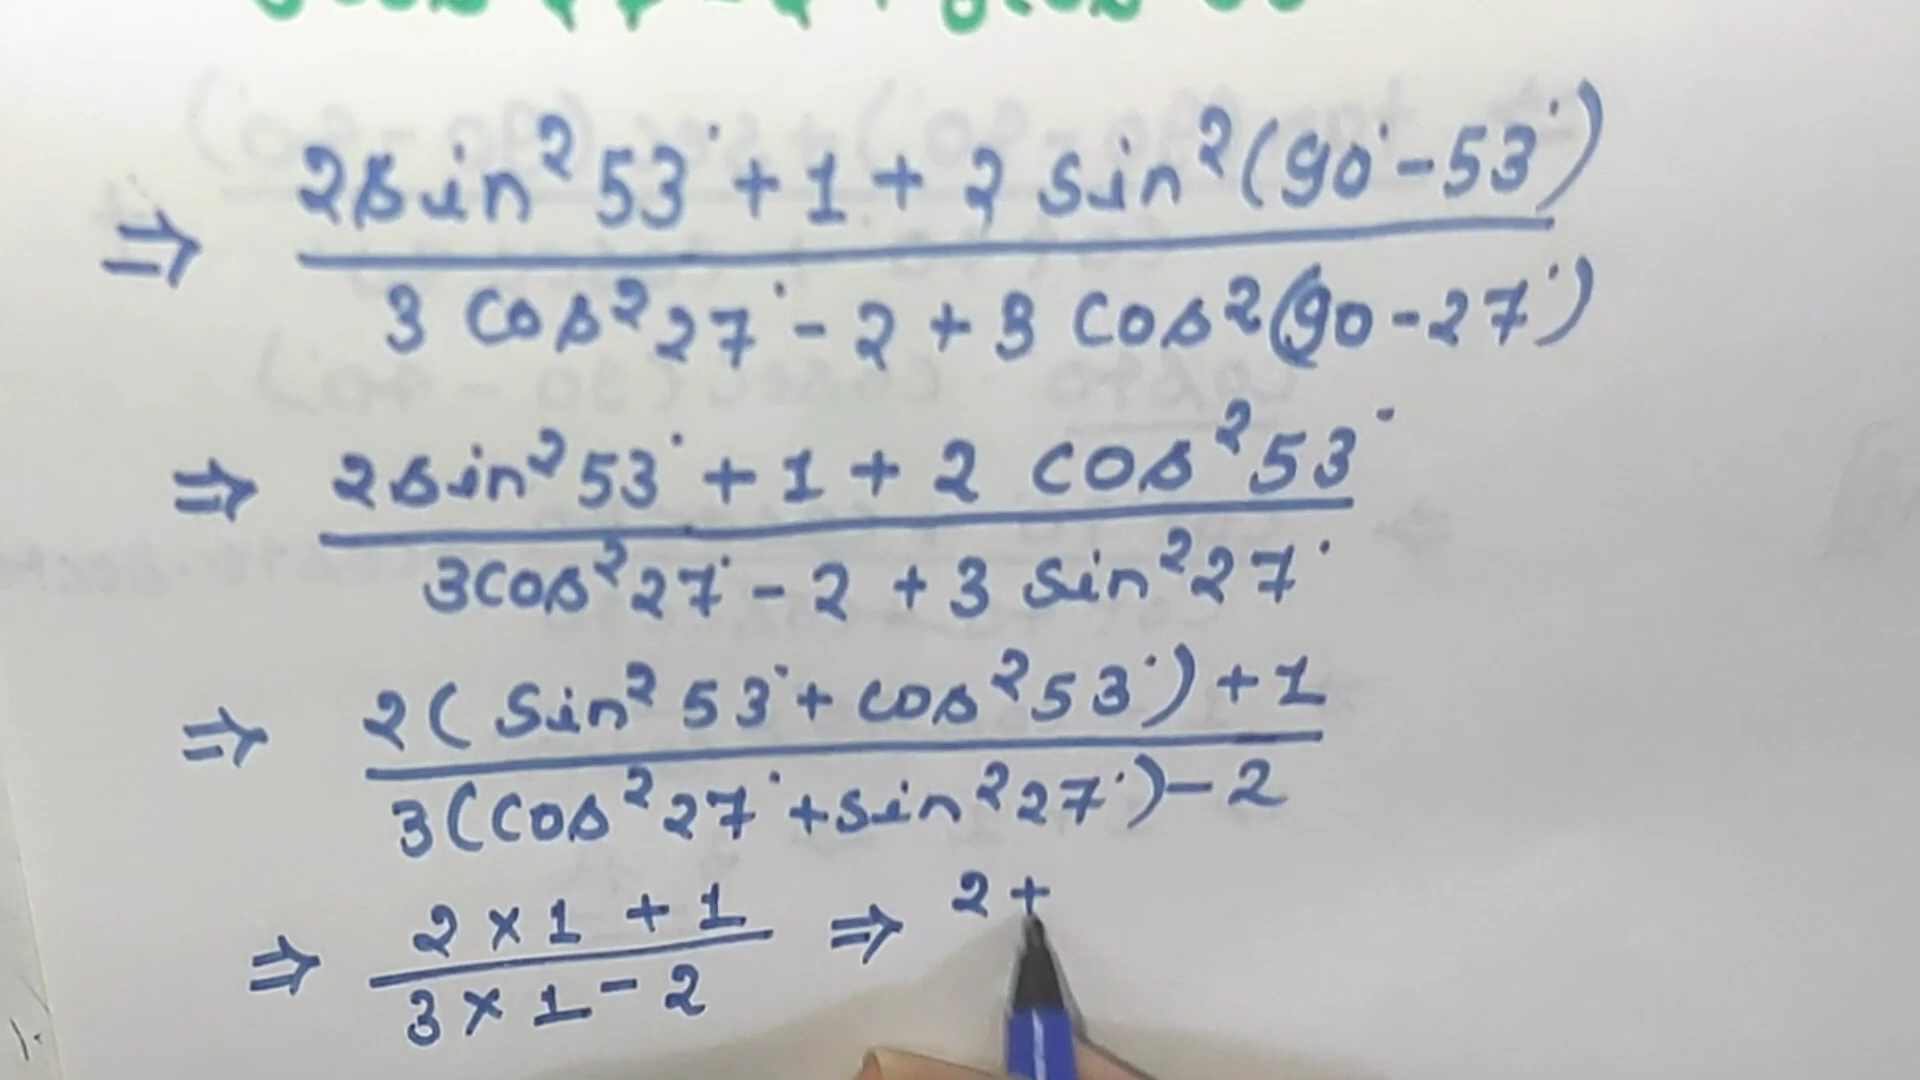 ⇒ 2sin²53° + 1 + 2 sin²(90° - 53°)
3 cos²27° - 2 + 3 cos2(90 - 27°)
⇒ 2sin²53° + 1 + 2 cos²53°
3cos²27° - 2 + 3 sin²27°
⇒ 2( sin²53° + cos²53°) + 1
3(cos²27° + sin²27°) - 2
⇒ 2 × 1 + 1 ⇒ 2 +
3 × 1 - 2